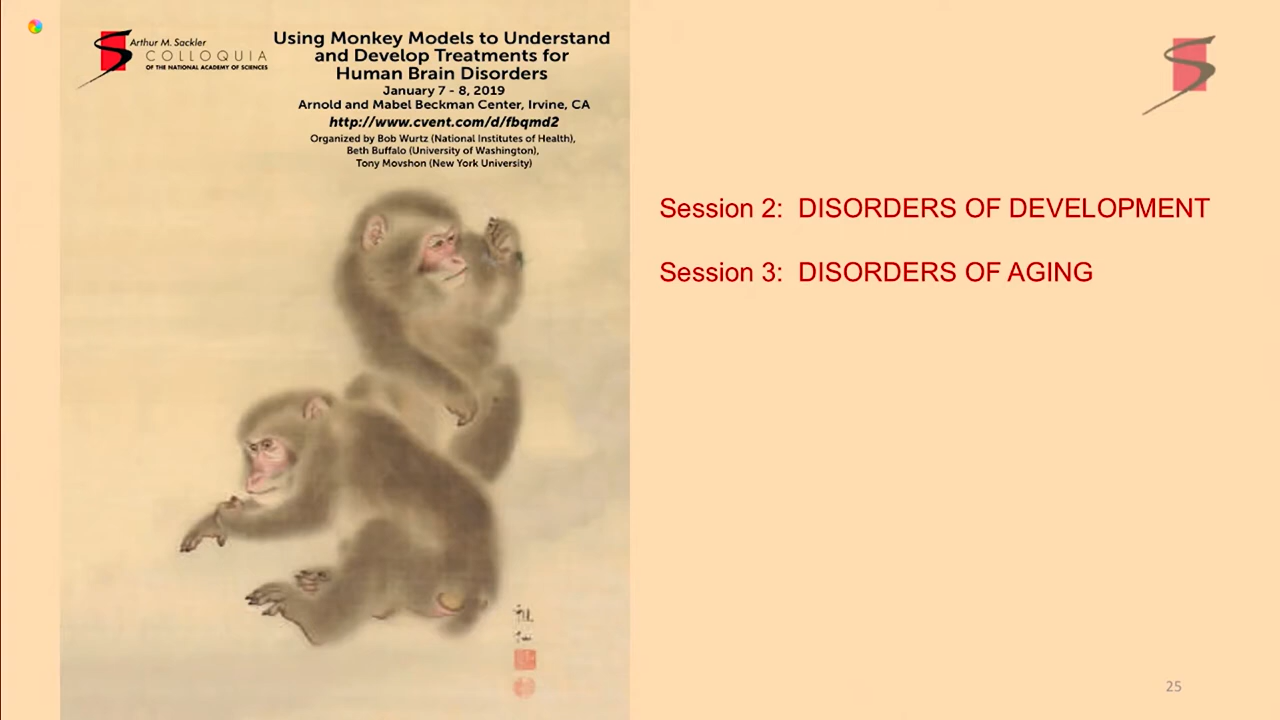 Arthur M. Sackler
COLLOQUIA
OF THE NATIONAL ACADEMY OF SCIENCES
Using Monkey Models to Understand
and Develop Treatments for
Human Brain Disorders
January 7 - 8, 2019
Arnold and Mabel Beckman Center, Irvine, CA
http://www.cvent.com/d/fbqmd2
Organized by Bob Wurtz (National Institutes of Health),
Beth Buffalo (University of Washington),
Tony Movshon (New York University)
Session 2: DISORDERS OF DEVELOPMENT
Session 3: DISORDERS OF AGING
25